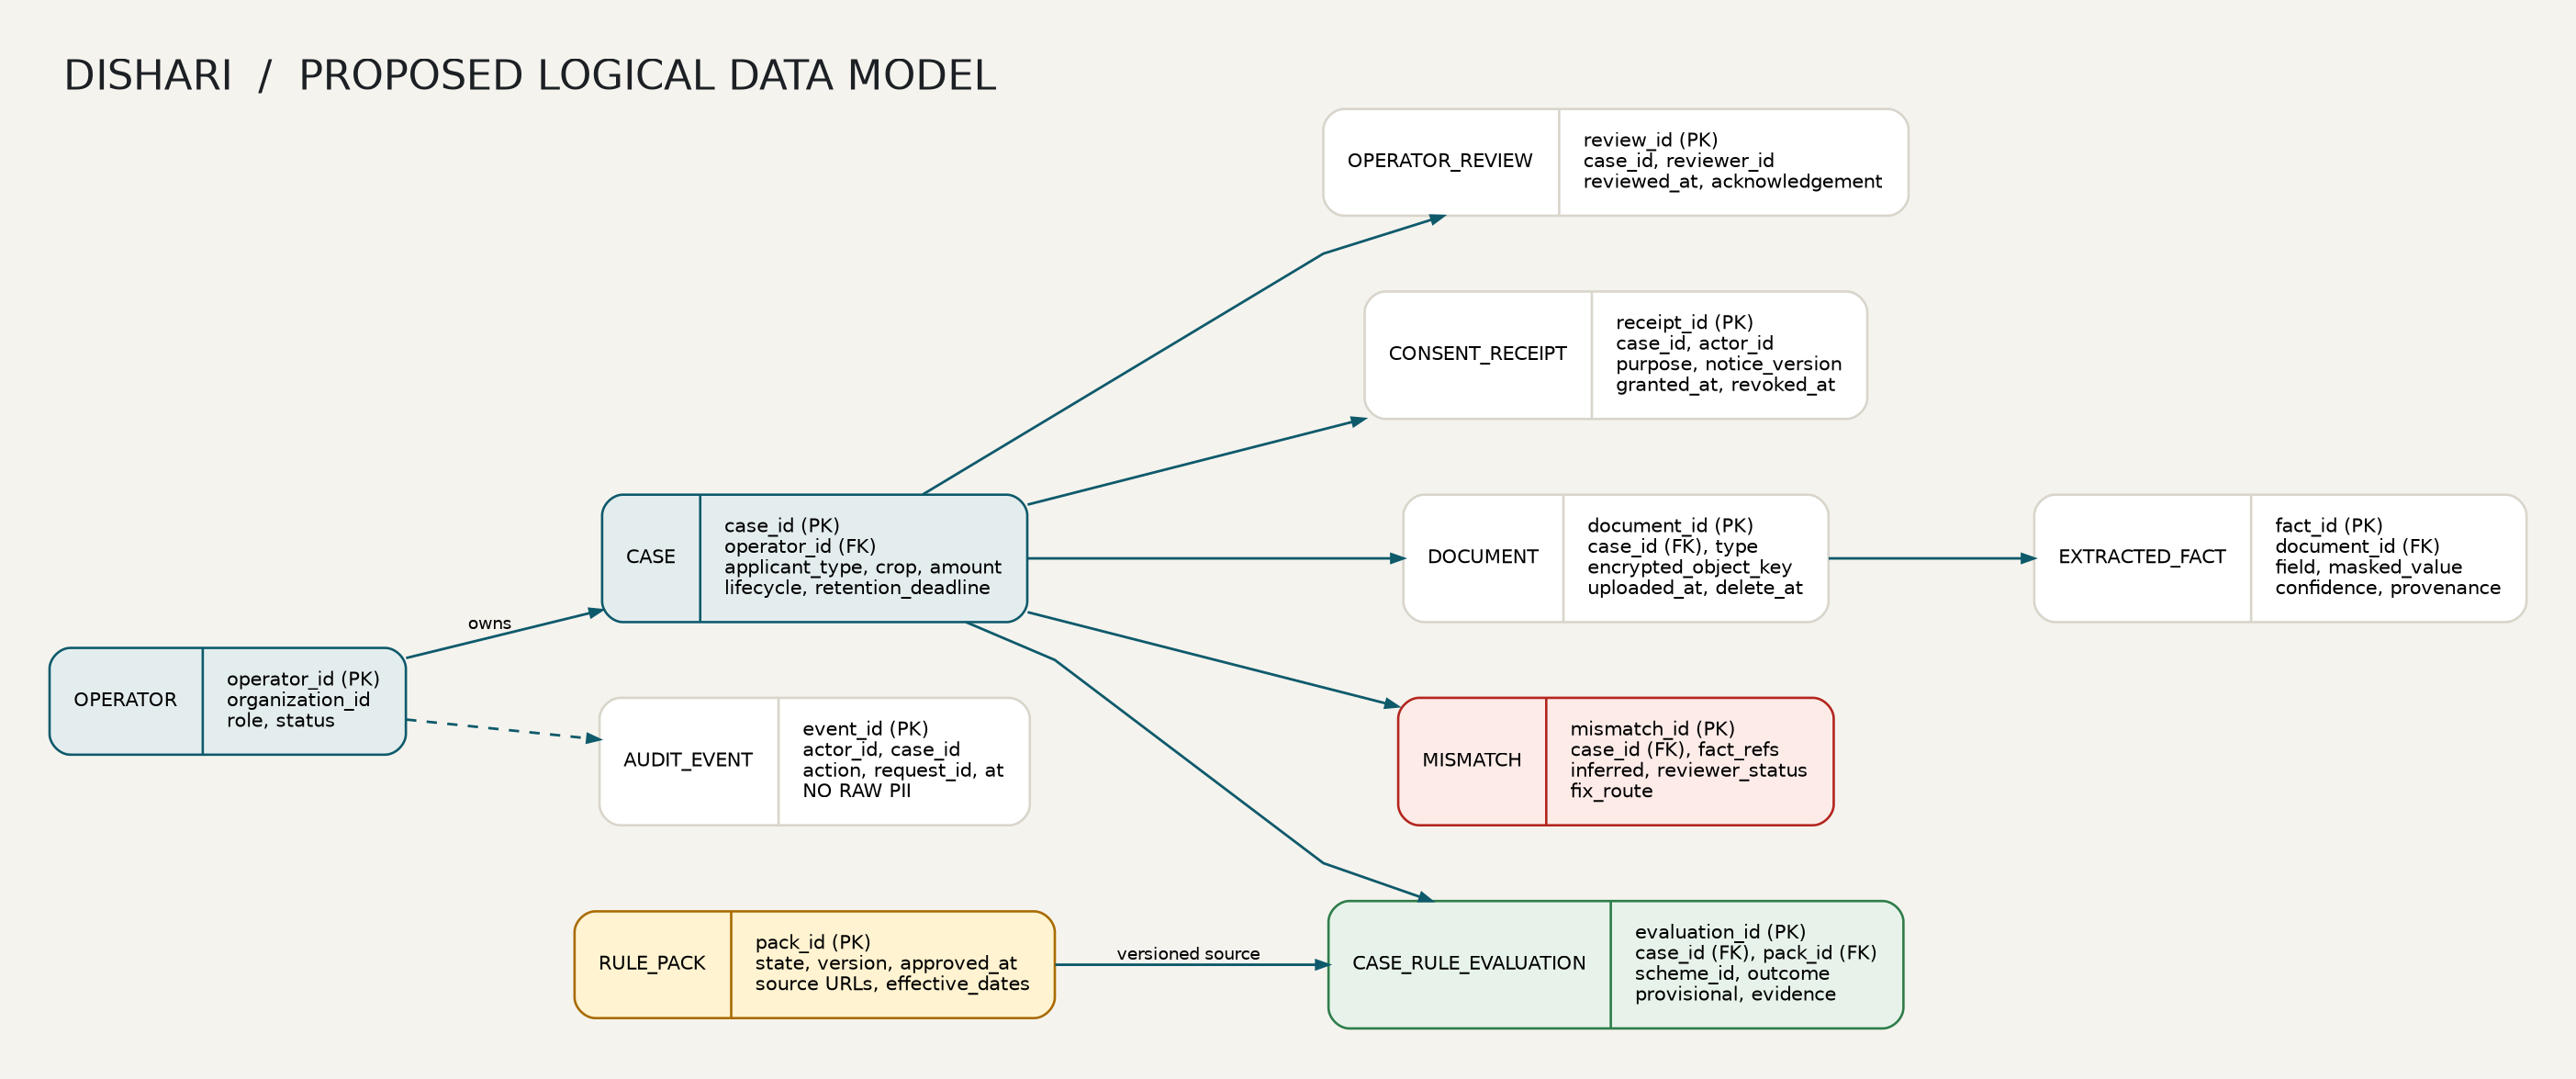 DISHARI / PROPOSED LOGICAL DATA MODEL
OPERATOR_REVIEW
review_id (PK)
case_id, reviewer_id
reviewed_at, acknowledgement
CONSENT_RECEIPT
receipt_id (PK)
case_id, actor_id
purpose, notice_version
granted_at, revoked_at
CASE
case_id (PK)
operator_id (FK)
applicant_type, crop, amount
lifecycle, retention_deadline
DOCUMENT
document_id (PK)
case_id (FK), type
encrypted_object_key
uploaded_at, delete_at
EXTRACTED_FACT
fact_id (PK)
document_id (FK)
field, masked_value
confidence, provenance
owns
OPERATOR
operator_id (PK)
organization_id
role, status
AUDIT_EVENT
event_id (PK)
actor_id, case_id
action, request_id, at
NO RAW PII
MISMATCH
mismatch_id (PK)
case_id (FK), fact_refs
inferred, reviewer_status
fix_route
RULE_PACK
pack_id (PK)
state, version, approved_at
source URLs, effective_dates
versioned source
CASE_RULE_EVALUATION
evaluation_id (PK)
case_id (FK), pack_id (FK)
scheme_id, outcome
provisional, evidence